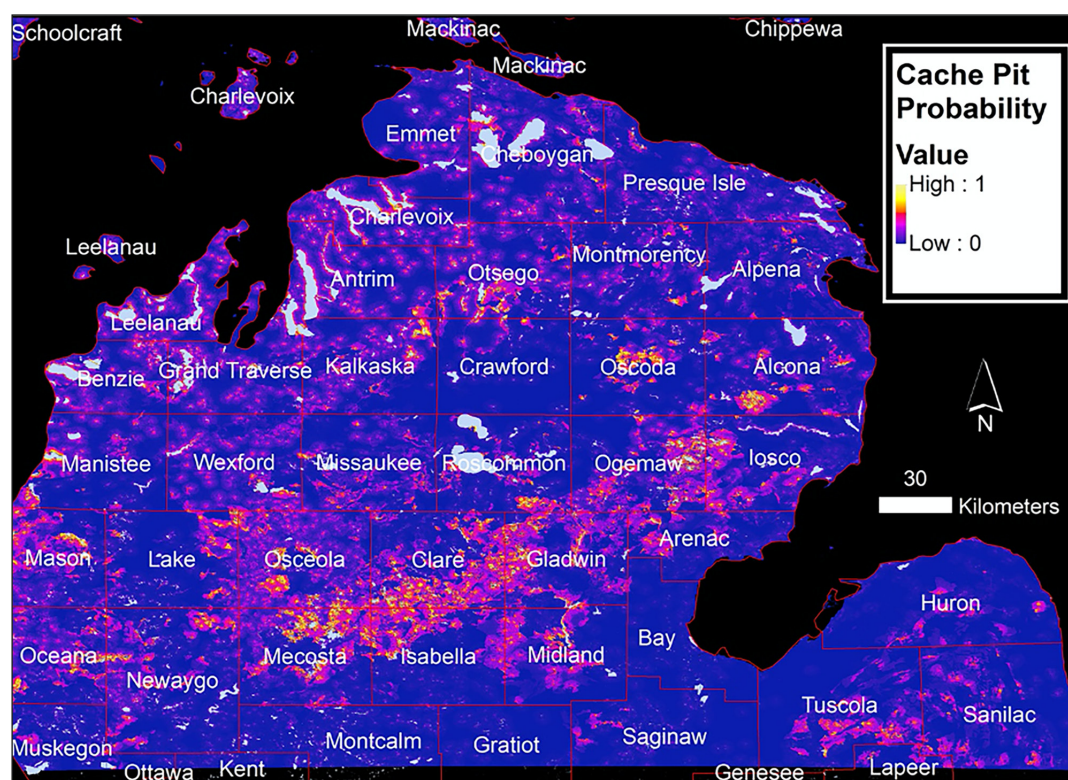 Schoolcraft
Mackinac
Chippewa
Mackinac
Charlevoix
Cache Pit
Probability
Value
High : 1
Low : 0
Emmet
Cheboygan
Presque Isle
Charlevoix
Leelanau
Antrim
Otsego
Montmorency
Alpena
Leelanau
Benzie
Grand Traverse
Kalkaska
Crawford
Oscoda
Alcona
N
Manistee
Wexford
Missaukee
Roscommon
Ogemaw
Iosco
30
Kilometers
Mason
Lake
Osceola
Clare
Gladwin
Arenac
Huron
Oceana
Newaygo
Mecosta
Isabella
Midland
Bay
Tuscola
Sanilac
Muskegon
Montcalm
Gratiot
Saginaw
Ottawa
Kent
Genesee
Lapeer